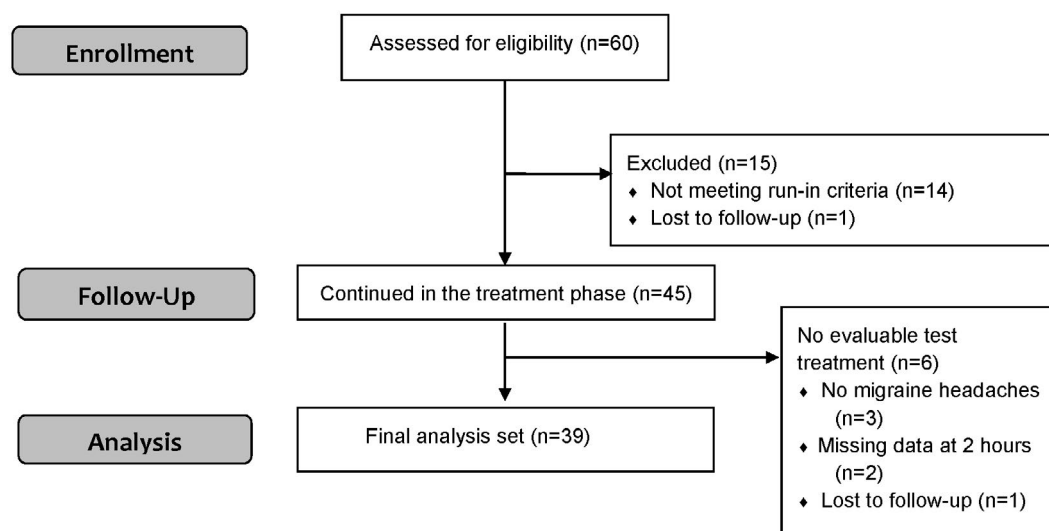 Enrollment
Assessed for eligibility (n=60)
Excluded (n=15)
♦ Not meeting run-in criteria (n=14)
♦ Lost to follow-up (n=1)
Follow-Up
Continued in the treatment phase (n=45)
No evaluable test
treatment (n=6)
♦ No migraine headaches
(n=3)
♦ Missing data at 2 hours
(n=2)
♦ Lost to follow-up (n=1)
Analysis
Final analysis set (n=39)